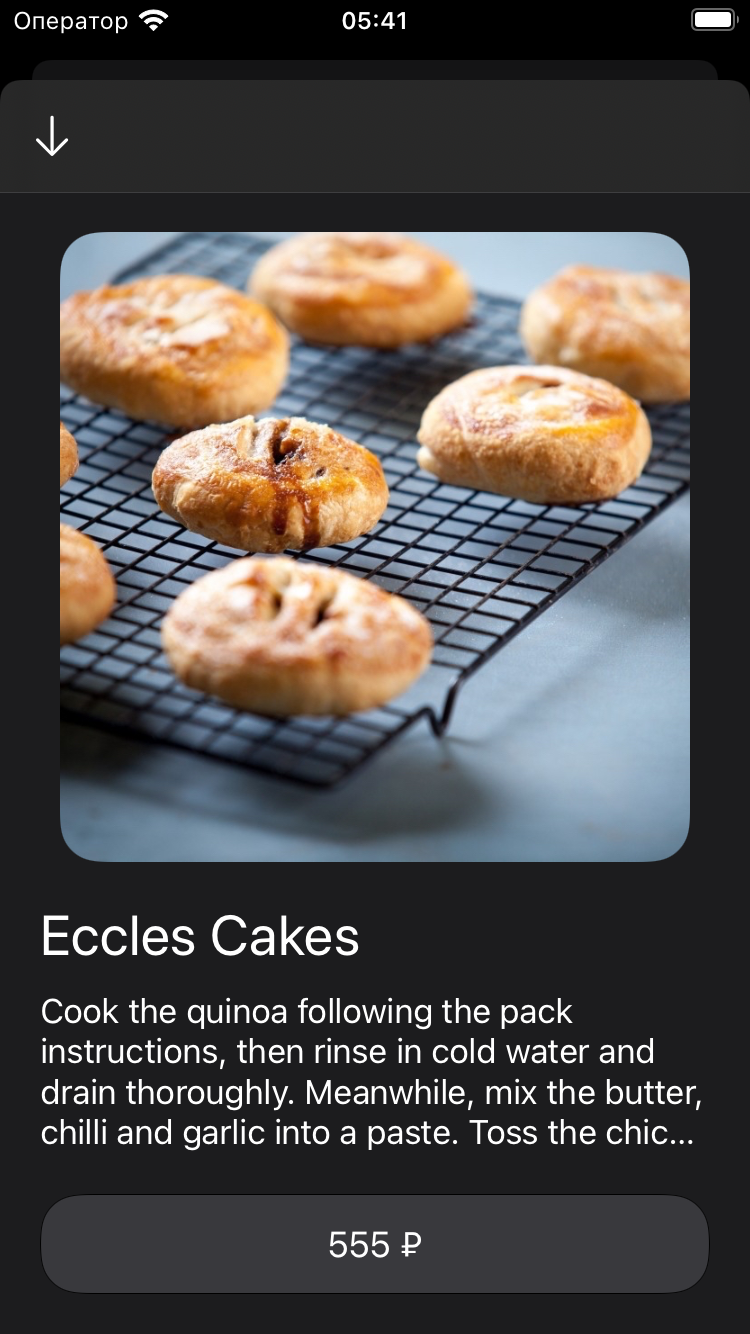 Оператор 05:41
Eccles Cakes
Cook the quinoa following the pack
instructions, then rinse in cold water and
drain thoroughly. Meanwhile, mix the butter,
chilli and garlic into a paste. Toss the chic...
555 ₽